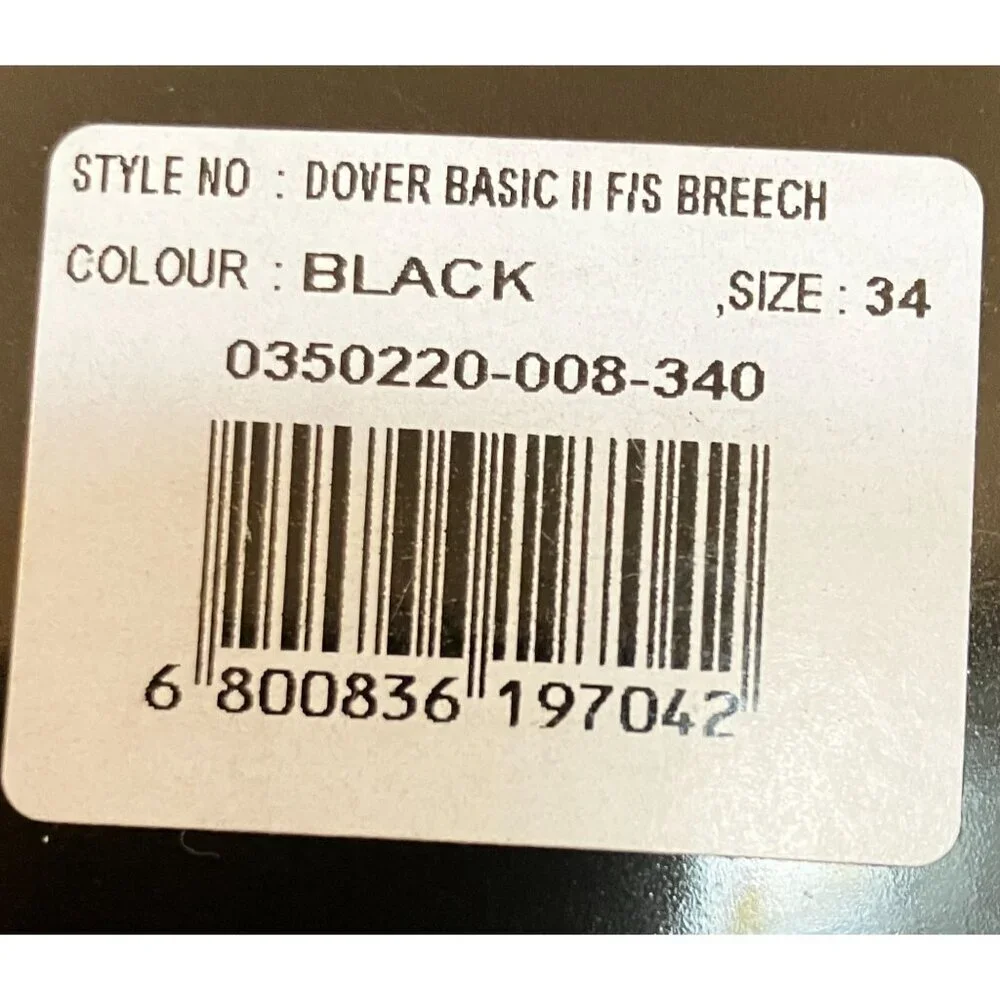 STYLE NO : DOVER BASIC II F/S BREECH
COLOUR : BLACK ,SIZE : 34
0350220-008-340
6 800836 197042